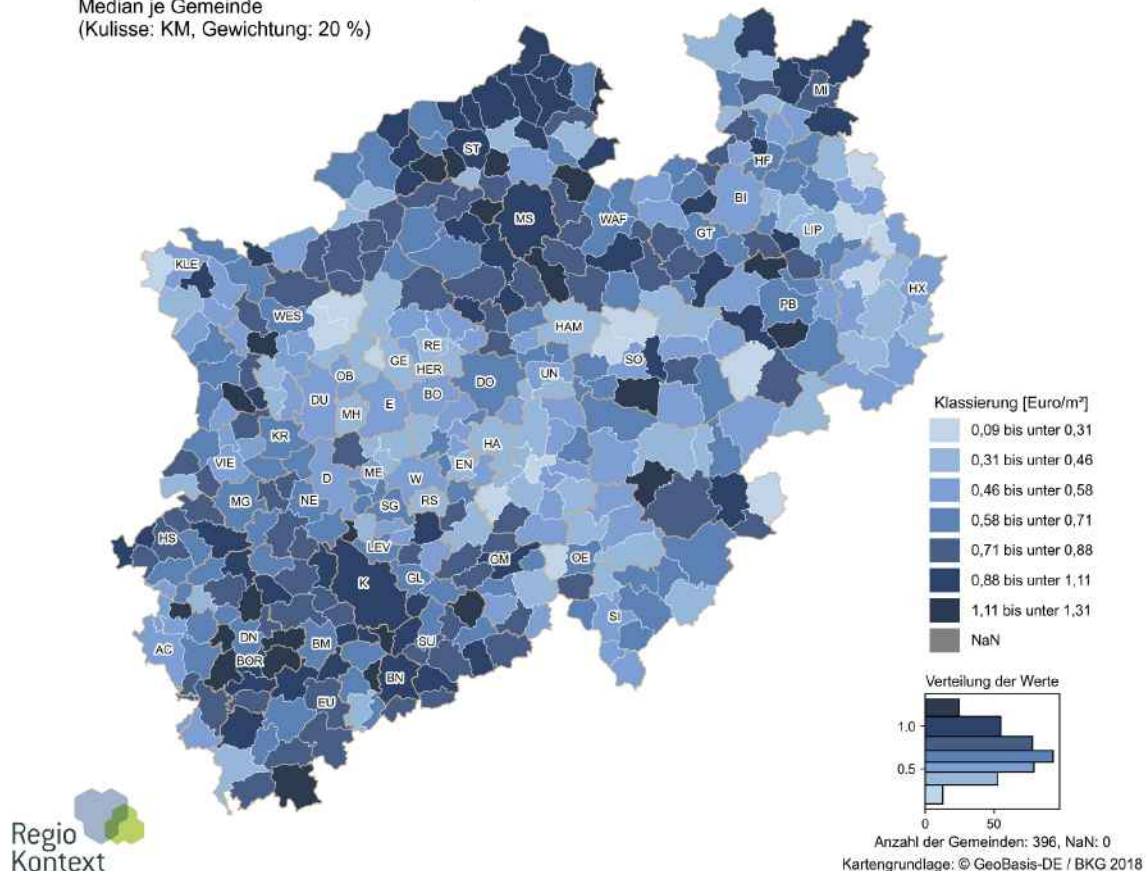 Median je Gemeinde
(Kulisse: KM, Gewichtung: 20 %)
MI
ST
HF
BI
MS
WAF
GT
LIP
KLE
HX
WES
PB
HAM
RE
SO
GE
HER
OB
DO
UN
DU
E
BO
MH
KR
HA
VIE
EN
ME
D
W
MG
NE
SG
RS
HS
LEV
GM
OE
K
GL
SI
DN
BM
SU
AC
BOR
BN
EU
Klassierung [Euro/m²]
0,09 bis unter 0,31
0,31 bis unter 0,46
0,46 bis unter 0,58
0,58 bis unter 0,71
0,71 bis unter 0,88
0,88 bis unter 1,11
1,11 bis unter 1,31
NaN
Verteilung der Werte
1.0
0.5
0 50
Anzahl der Gemeinden: 396, NaN: 0
Kartengrundlage: © GeoBasis-DE / BKG 2018
Regio
Kontext